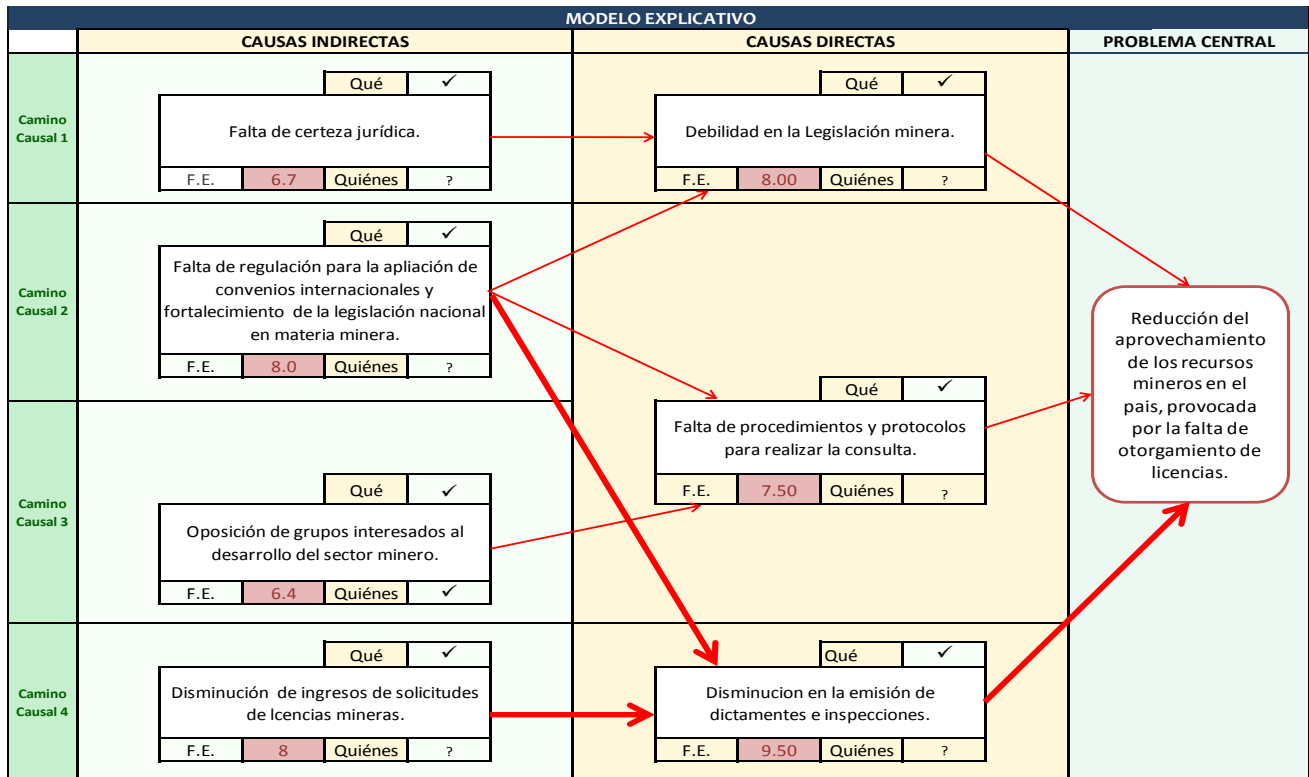 MODELO EXPLICATIVO
CAUSAS INDIRECTAS
CAUSAS DIRECTAS
PROBLEMA CENTRAL
Camino
Causal 1
Qué ✓
Falta de certeza jurídica.
F.E. 6.7 Quiénes ?
Qué ✓
Debilidad en la Legislación minera.
F.E. 8.00 Quiénes ?
Camino
Causal 2
Qué ✓
Falta de regulación para la apliación de
convenios internacionales y
fortalecimiento de la legislación nacional
en materia minera.
F.E. 8.0 Quiénes ?
Qué ✓
Falta de procedimientos y protocolos
para realizar la consulta.
F.E. 7.50 Quiénes ?
Camino
Causal 3
Qué ✓
Oposición de grupos interesados al
desarrollo del sector minero.
F.E. 6.4 Quiénes ✓
Camino
Causal 4
Qué ✓
Disminución de ingresos de solicitudes
de lcencias mineras.
F.E. 8 Quiénes ?
Qué ✓
Disminucion en la emisión de
dictamentes e inspecciones.
F.E. 9.50 Quiénes ?
Reducción del
aprovechamiento
de los recursos
mineros en el
pais, provocada
por la falta de
otorgamiento de
licencias.